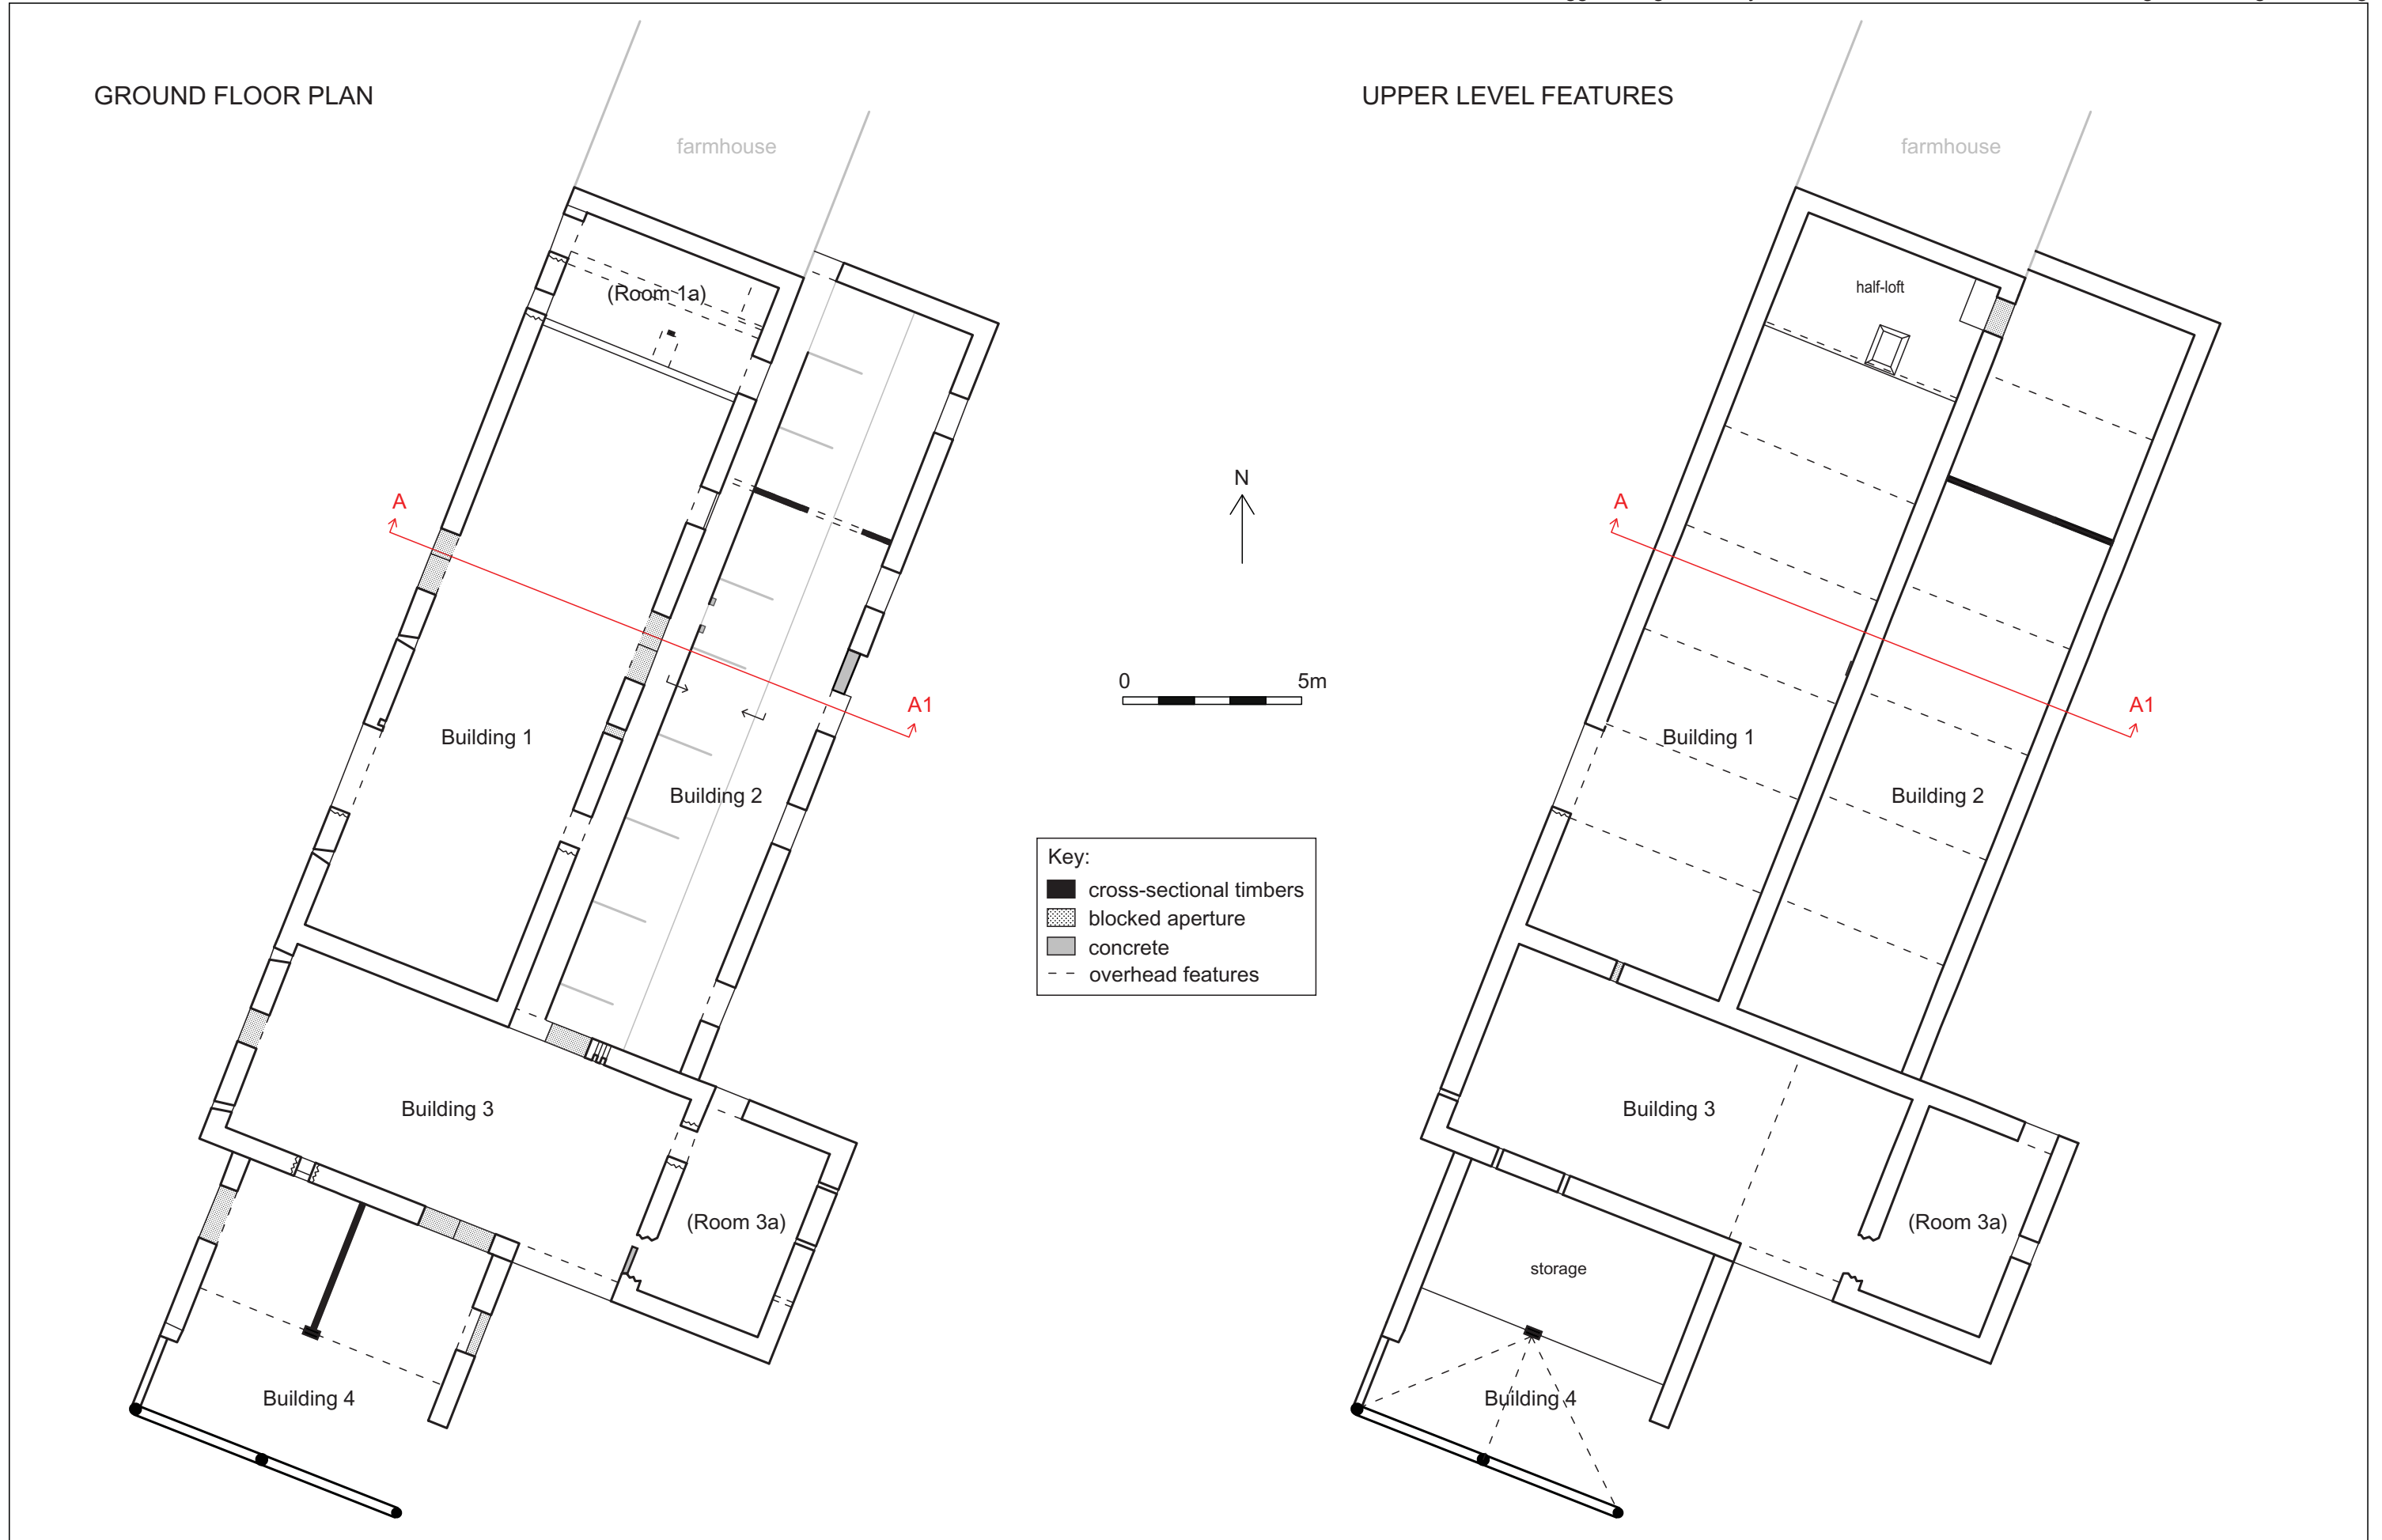 GROUND FLOOR PLAN
UPPER LEVEL FEATURES
farmhouse
farmhouse
(Room 1a)
half-loft
A
A
N
0 5m
A1
A1
Building 1
Building 1
Building 2
Building 2
Key:
cross-sectional timbers
blocked aperture
concrete
overhead features
Building 3
Building 3
(Room 3a)
(Room 3a)
storage
Building 4
Building 4